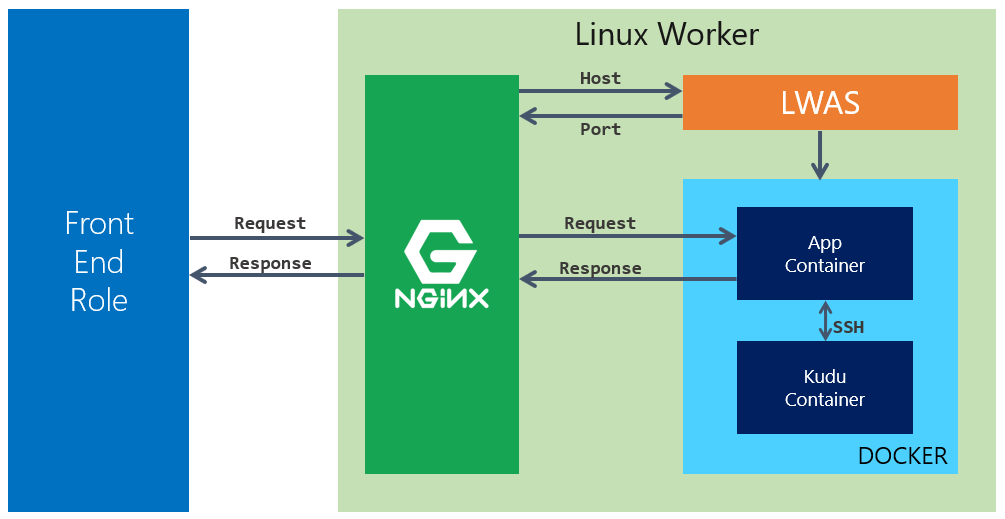 Linux Worker
Host
LWAS
Port
Front
End
Role
Request
Response
NGINX
Request
Response
App
Container
SSH
Kudu
Container
DOCKER